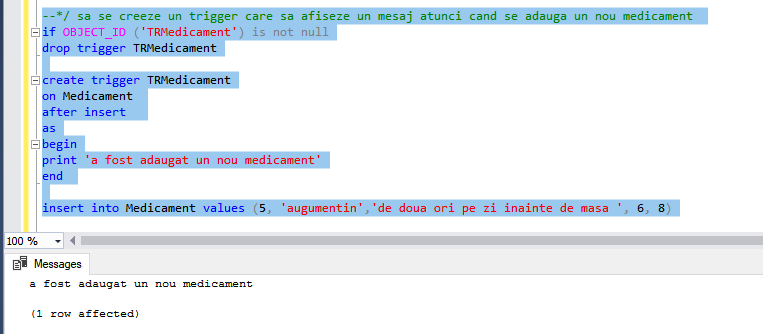 --*/ sa se creeze un trigger care sa afiseze un mesaj atunci cand se adauga un nou medicament
if OBJECT_ID ('TRMedicament') is not null
drop trigger TRMedicament
create trigger TRMedicament
on Medicament
after insert
as
begin
print 'a fost adaugat un nou medicament'
end
insert into Medicament values (5, 'augumentin','de doua ori pe zi inainte de masa ', 6, 8)
100 %
Messages
a fost adaugat un nou medicament
(1 row affected)